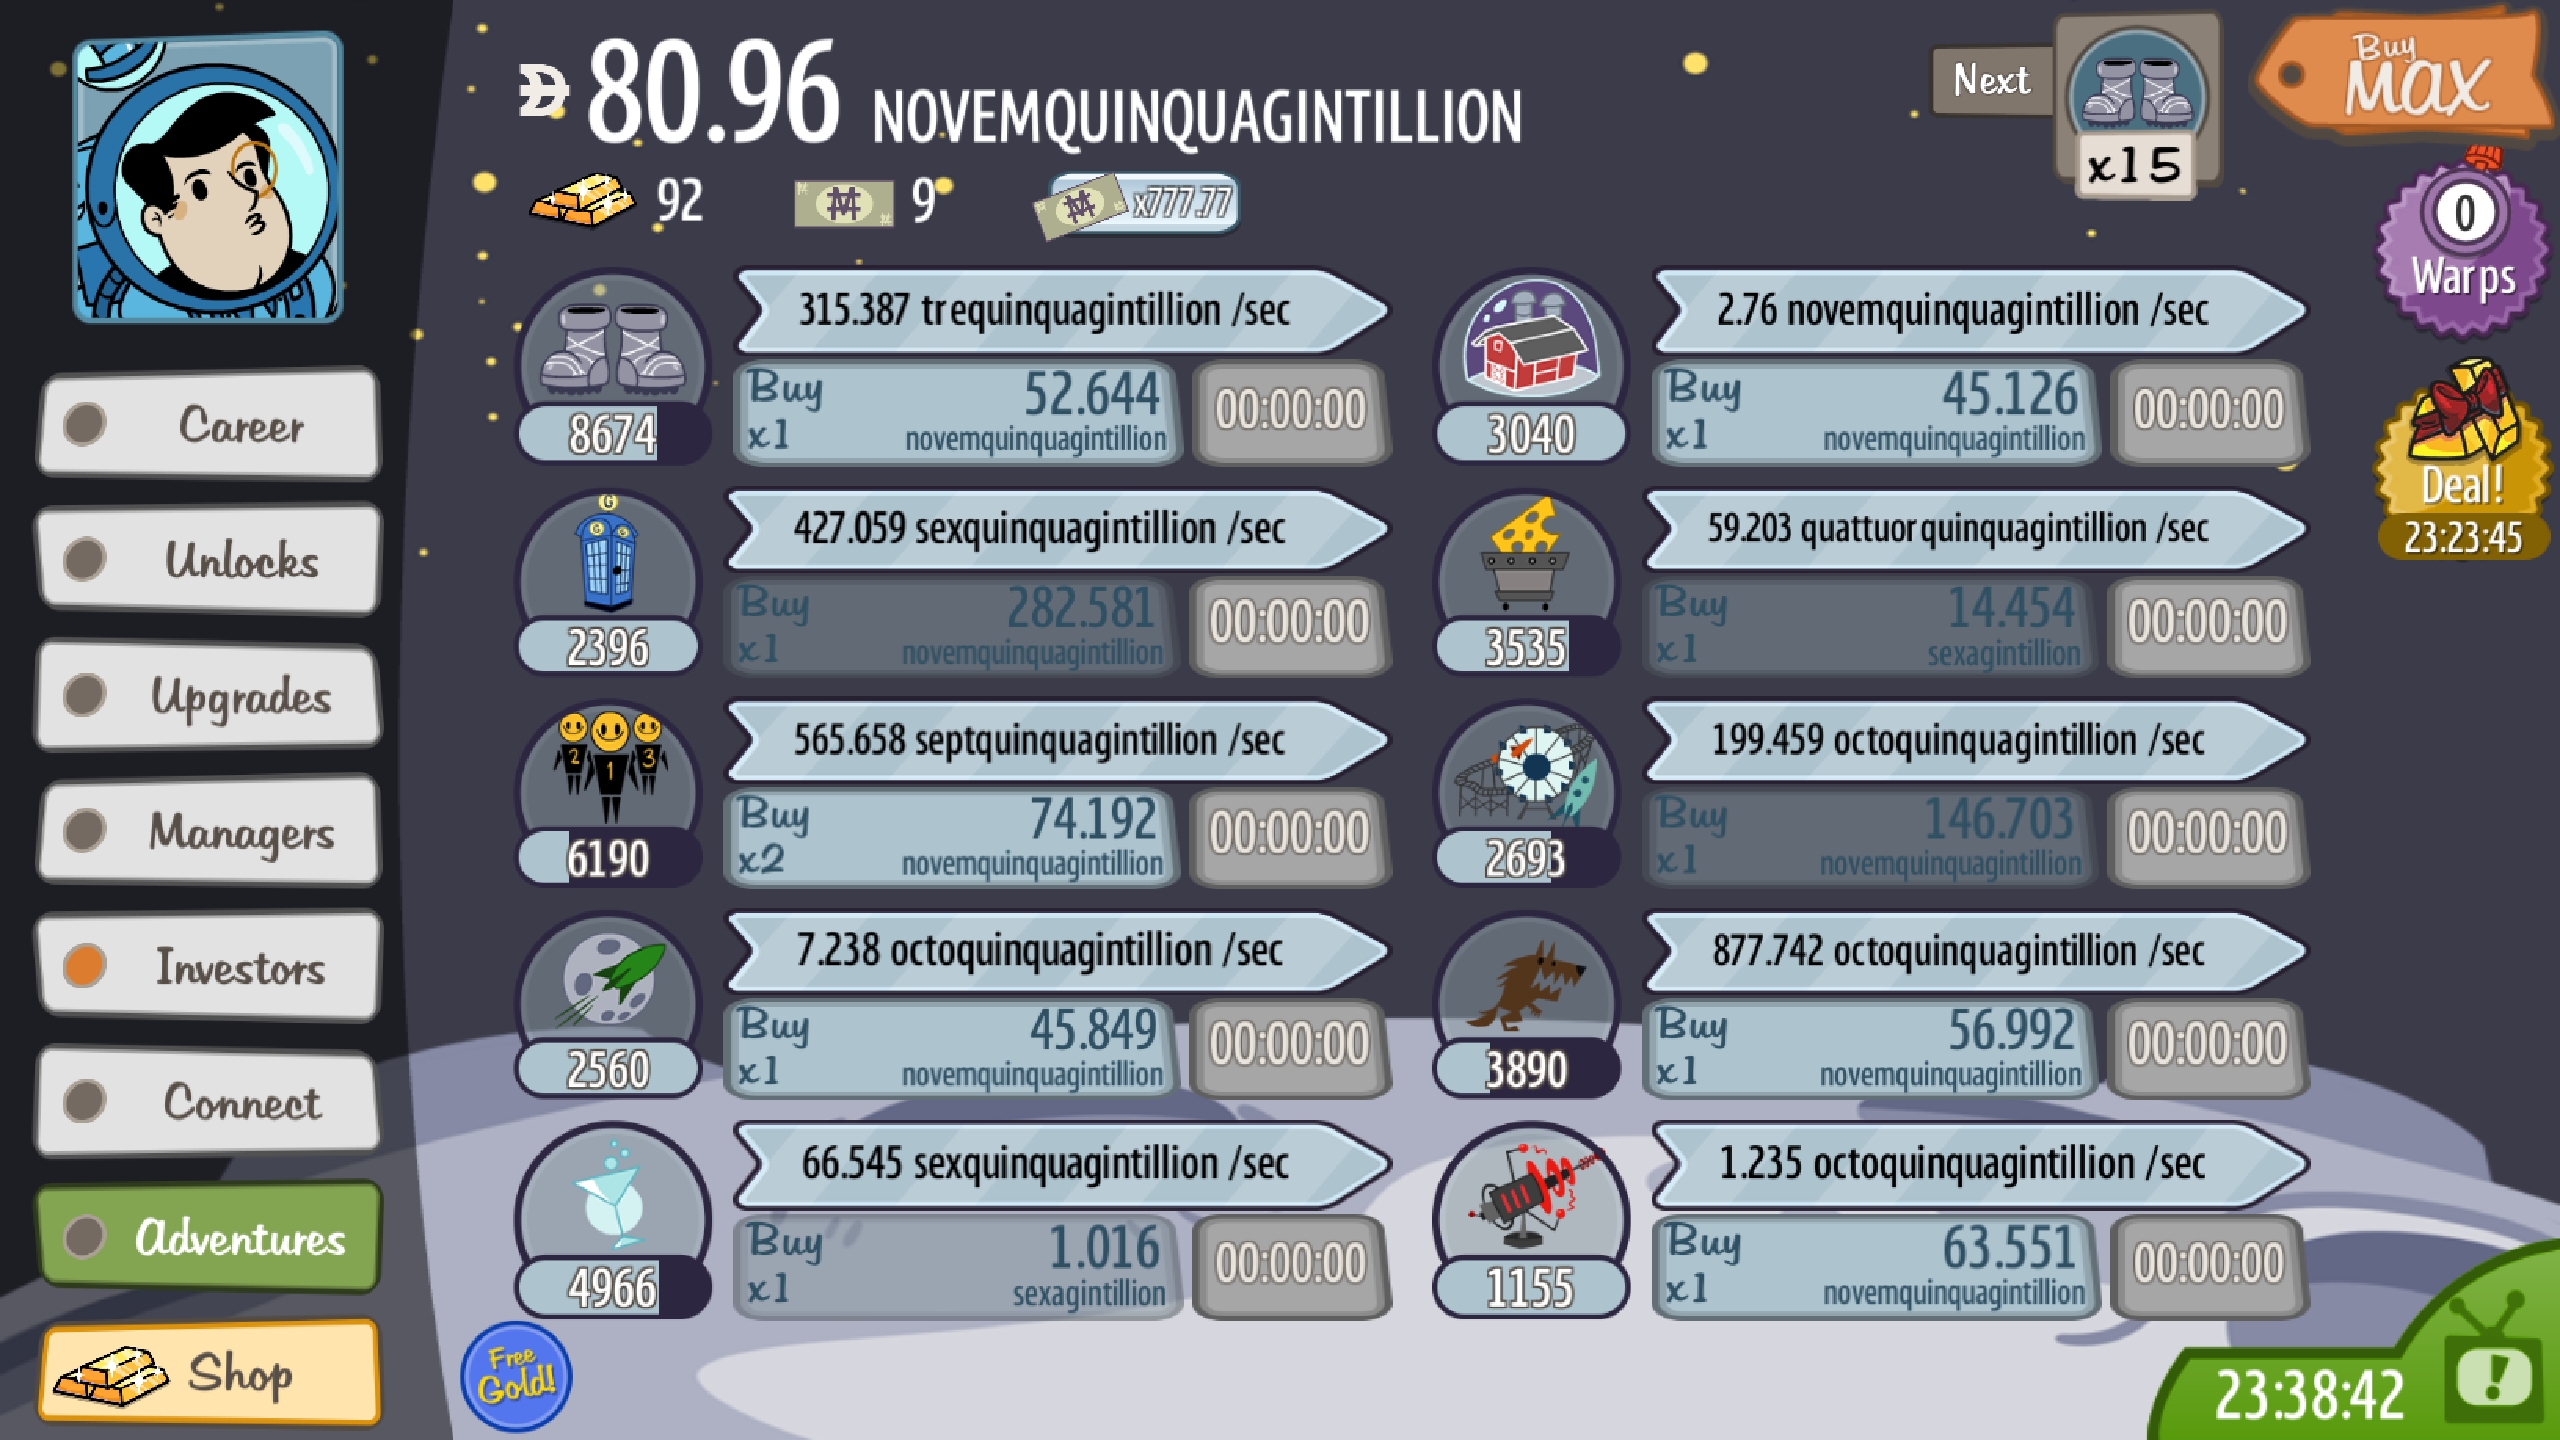 80.96 NOVEMQUINQUAGINTILLION
Next
x15
Buy
MAX
92
9
x777.77
0
Warps
Deal!
23:23:45
Career
Unlocks
Upgrades
Managers
Investors
Connect
Adventures
Shop
315.387 trequinquagintillion /sec
Buy
x1
52.644
novemquinquagintillion
00:00:00
8674
2.76 novemquinquagintillion /sec
Buy
x1
45.126
novemquinquagintillion
00:00:00
3040
427.059 sexquinquagintillion /sec
Buy
x1
282.581
novemquinquagintillion
00:00:00
2396
59.203 quattuorquinquagintillion /sec
Buy
x1
14.454
sexagintillion
00:00:00
3535
2 1 3
565.658 septquinquagintillion /sec
Buy
x2
74.192
novemquinquagintillion
00:00:00
6190
199.459 octoquinquagintillion /sec
Buy
x1
146.703
novemquinquagintillion
00:00:00
2693
7.238 octoquinquagintillion /sec
Buy
x1
45.849
novemquinquagintillion
00:00:00
2560
877.742 octoquinquagintillion /sec
Buy
x1
56.992
novemquinquagintillion
00:00:00
3890
66.545 sexquinquagintillion /sec
Buy
x1
1.016
sexagintillion
00:00:00
4966
1.235 octoquinquagintillion /sec
Buy
x1
63.551
novemquinquagintillion
00:00:00
1155
Free
Gold!
23:38:42
!